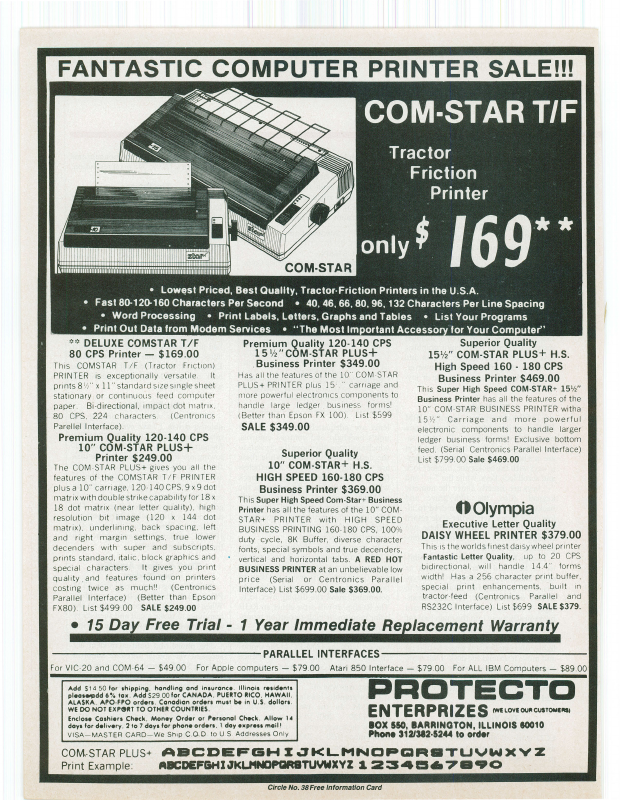 FANTASTIC COMPUTER PRINTER SALE!!!
COM-STAR T/F
Tractor
Friction
Printer
only $ 169**
COM-STAR
• Lowest Priced, Best Quality, Tractor-Friction Printers in the U.S.A.
• Fast 80-120-160 Characters Per Second • 40, 46, 66, 80, 96, 132 Characters Per Line Spacing
• Word Processing • Print Labels, Letters, Graphs and Tables • List Your Programs
• Print Out Data from Modem Services • "The Most Important Accessory for Your Computer"
** DELUXE COMSTAR T/F
80 CPS Printer — $169.00
This COMSTAR T/F (Tractor Friction)
PRINTER is exceptionally versatile. It
prints 8½" x 11" standard size single sheet
stationary or continuous feed computer
paper. Bi-directional, impact dot matrix,
80 CPS, 224 characters. (Centronics
Parellel Interface).
Premium Quality 120-140 CPS
10" COM-STAR PLUS+
Printer $249.00
The COM-STAR PLUS+ gives you all the
features of the COMSTAR T/F PRINTER
plus a 10" carriage, 120-140 CPS, 9 x 9 dot
matrix with double strike capability for 18 x
18 dot matrix (near letter quality), high
resolution bit image (120 x 144 dot
matrix), underlining, back spacing, left
and right margin settings, true lower
decenders with super and subscripts,
prints standard, italic, block graphics and
special characters. It gives you print
quality and features found on printers
costing twice as much!! (Centronics
Parallel Interface) (Better than Epson
FX80). List $499.00 SALE $249.00
Premium Quality 120-140 CPS
15½" COM-STAR PLUS+
Business Printer $349.00
Has all the features of the 10" COM-STAR
PLUS+ PRINTER plus 15 " carriage and
more powerful electronics components to
handle large ledger business forms!
(Better than Epson FX 100). List $599
SALE $349.00
Superior Quality
10" COM-STAR+ H.S.
HIGH SPEED 160-180 CPS
Business Printer $369.00
This Super High Speed Com-Star+ Business
Printer has all the features of the 10" COM-
STAR+ PRINTER with HIGH SPEED
BUSINESS PRINTING 160-180 CPS, 100%
duty cycle, 8K Buffer, diverse character
fonts, special symbols and true decenders,
vertical and horizontal tabs. A RED HOT
BUSINESS PRINTER at an unbelievable low
price (Serial or Centronics Parallel
Interface) List $699.00 Sale $369.00.
Superior Quality
15½" COM-STAR PLUS+ H.S.
High Speed 160 - 180 CPS
Business Printer $469.00
This Super High Speed COM-STAR+ 15½"
Business Printer has all the features of the
10" COM-STAR BUSINESS PRINTER witha
15½" Carriage and more powerful
electronic components to handle larger
ledger business forms! Exclusive bottom
feed. (Serial Centronics Parallel Interface)
List $799.00 Sale $469.00
Olympia
Executive Letter Quality
DAISY WHEEL PRINTER $379.00
This is the worlds finest daisy wheel printer
Fantastic Letter Quality, up to 20 CPS
bidirectional, will handle 14.4" forms
width! Has a 256 character print buffer,
special print enhancements, built in
tractor-feed (Centronics Parallel and
RS232C Interface) List $699 SALE $379.
• 15 Day Free Trial - 1 Year Immediate Replacement Warranty
PARALLEL INTERFACES
For VIC-20 and COM-64 — $49.00 For Apple computers — $79.00 Atari 850 Interface — $79.00 For ALL IBM Computers — $89.00
Add $14.50 for shipping, handling and insurance. Illinois residents
please add 6% tax. Add $29.00 for CANADA, PUERTO RICO, HAWAII,
ALASKA, APO-FPO orders. Canadian orders must be in U.S. dollars.
WE DO NOT EXPORT TO OTHER COUNTRIES.
Enclose Cashiers Check, Money Order or Personal Check. Allow 14
days for delivery, 2 to 7 days for phone orders, 1 day express mail!
VISA—MASTER CARD—We Ship C.O.D. to U.S. Addresses Only
PROTECTO
ENTERPRIZES (WE LOVE OUR CUSTOMERS)
BOX 550, BARRINGTON, ILLINOIS 60010
Phone 312/382-5244 to order
COM-STAR PLUS+ ABCDEFGHIJKLMNOPQRSTUVWXYZ
Print Example: ABCDEFGHIJKLMNOPQRSTUVWXYZ 1234567890
Circle No. 38 Free Information Card